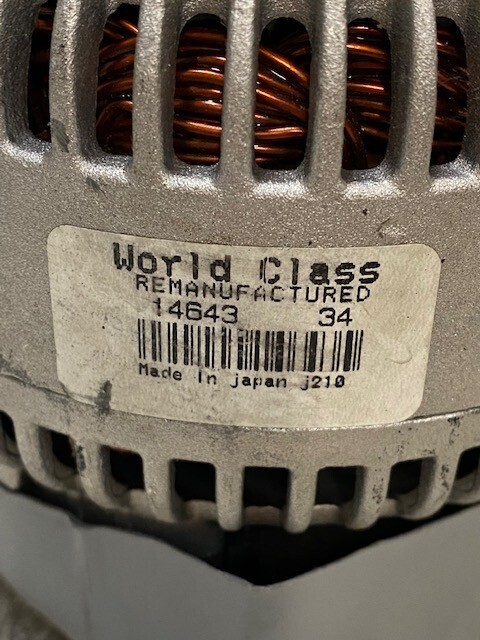 World Class
REMANUFACTURED
14643 34
Made In japan j210